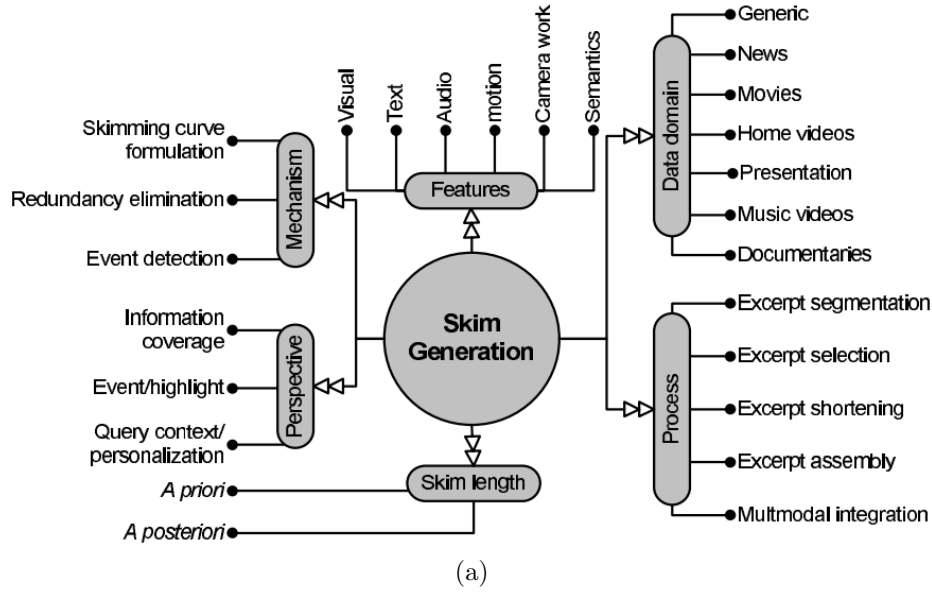 Visual
Text
Audio
motion
Camera work
Semantics
Features
Skimming curve
formulation
Redundancy elimination
Event detection
Mechanism
Information
coverage
Event/highlight
Query context/
personalization
Perspective
Skim
Generation
Skim length
A priori
A posteriori
Data domain
Generic
News
Movies
Home videos
Presentation
Music videos
Documentaries
Process
Excerpt segmentation
Excerpt selection
Excerpt shortening
Excerpt assembly
Multmodal integration
(a)